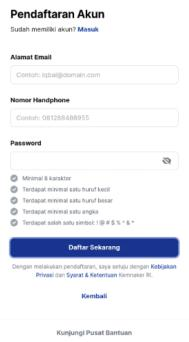 Pendaftaran Akun
Sudah memiliki akun? Masuk
Alamat Email
Contoh: iqbal@domain.com
Nomor Handphone
Contoh: 081288488955
Password
Minimal 8 karakter
Terdapat minimal satu huruf kecil
Terdapat minimal satu huruf besar
Terdapat minimal satu angka
Terdapat salah satu simbol: ! @ # $ % ^ & *
Daftar Sekarang
Dengan melakukan pendaftaran, saya setuju dengan Kebijakan
Privasi dan Syarat & Ketentuan Kemnaker RI.
Kembali
Kunjungi Pusat Bantuan